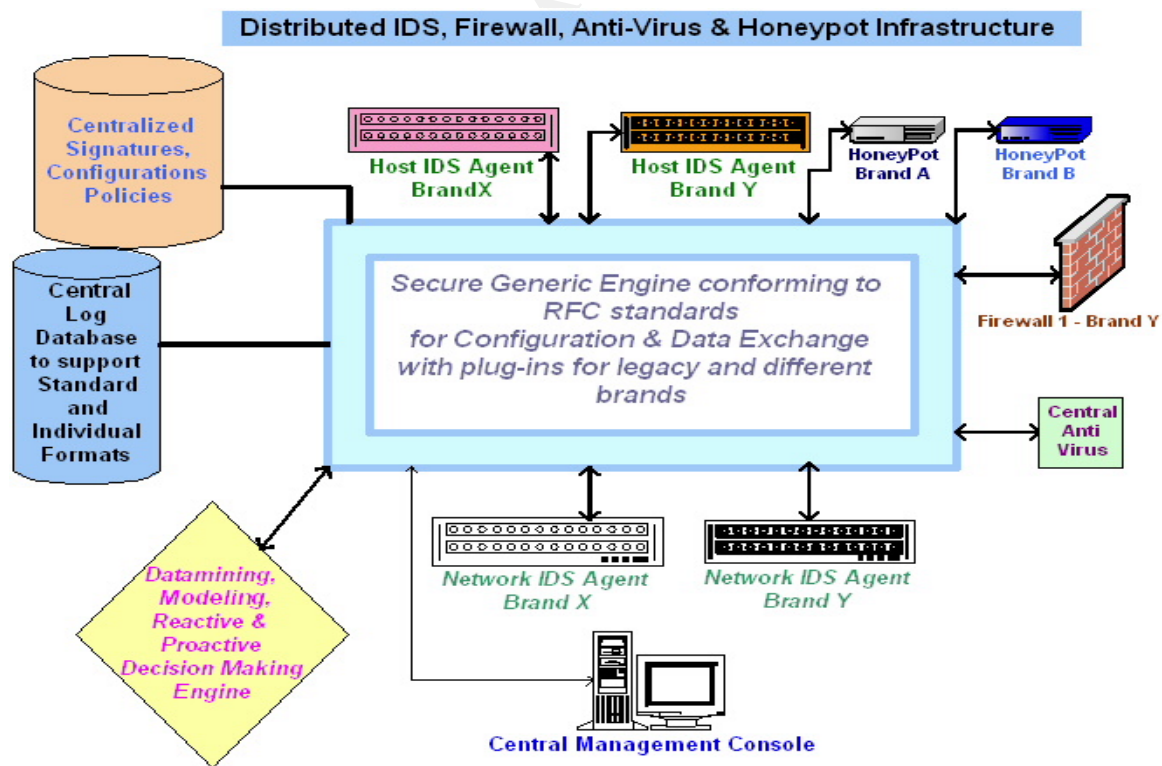 Distributed IDS, Firewall, Anti-Virus & Honeypot Infrastructure
Centralized
Signatures,
Configurations
Policies
Host IDS Agent
BrandX
Host IDS Agent
Brand Y
HoneyPot
Brand A
HoneyPot
Brand B
Central
Log
Database
to support
Standard
and
Individual
Formats
Secure Generic Engine conforming to
RFC standards
for Configuration & Data Exchange
with plug-ins for legacy and different
brands
Firewall 1 - Brand Y
Central
Anti
Virus
Datamining,
Modeling,
Reactive &
Proactive
Decision Making
Engine
Network IDS Agent
Brand X
Network IDS Agent
Brand Y
Central Management Console